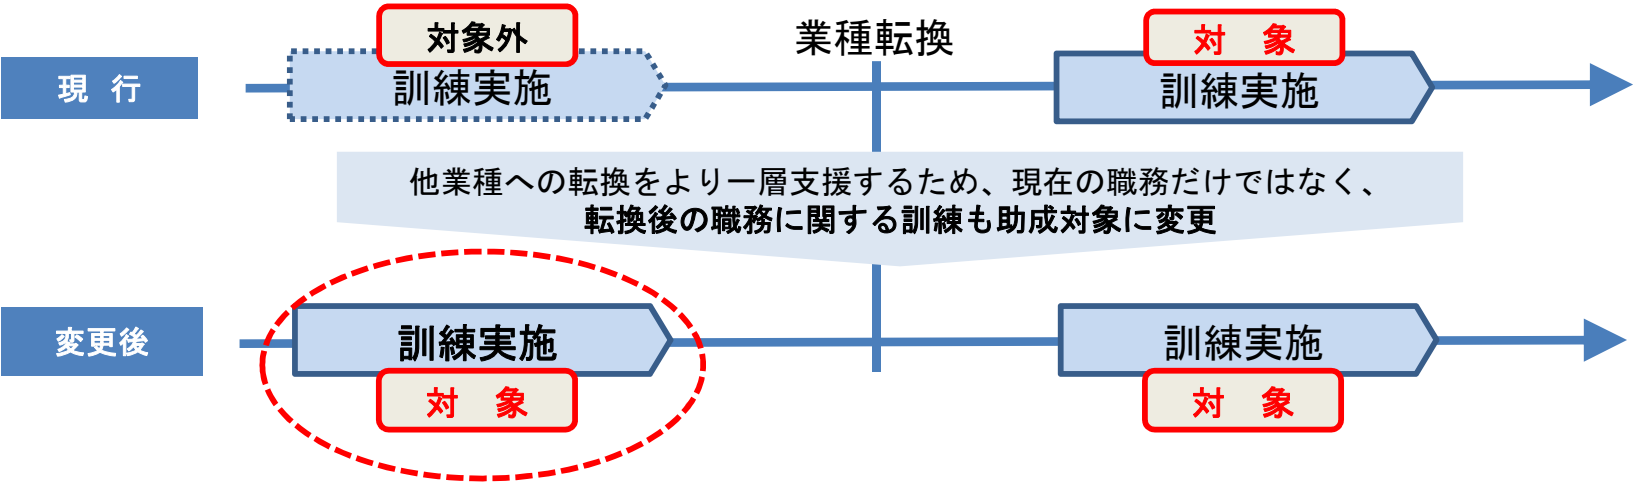 対象外
業種転換
対　象
現　行
訓練実施
訓練実施
他業種への転換をより一層支援するため、現在の職務だけではなく、
転換後の職務に関する訓練も助成対象に変更
変更後
訓練実施
訓練実施
対　象
対　象